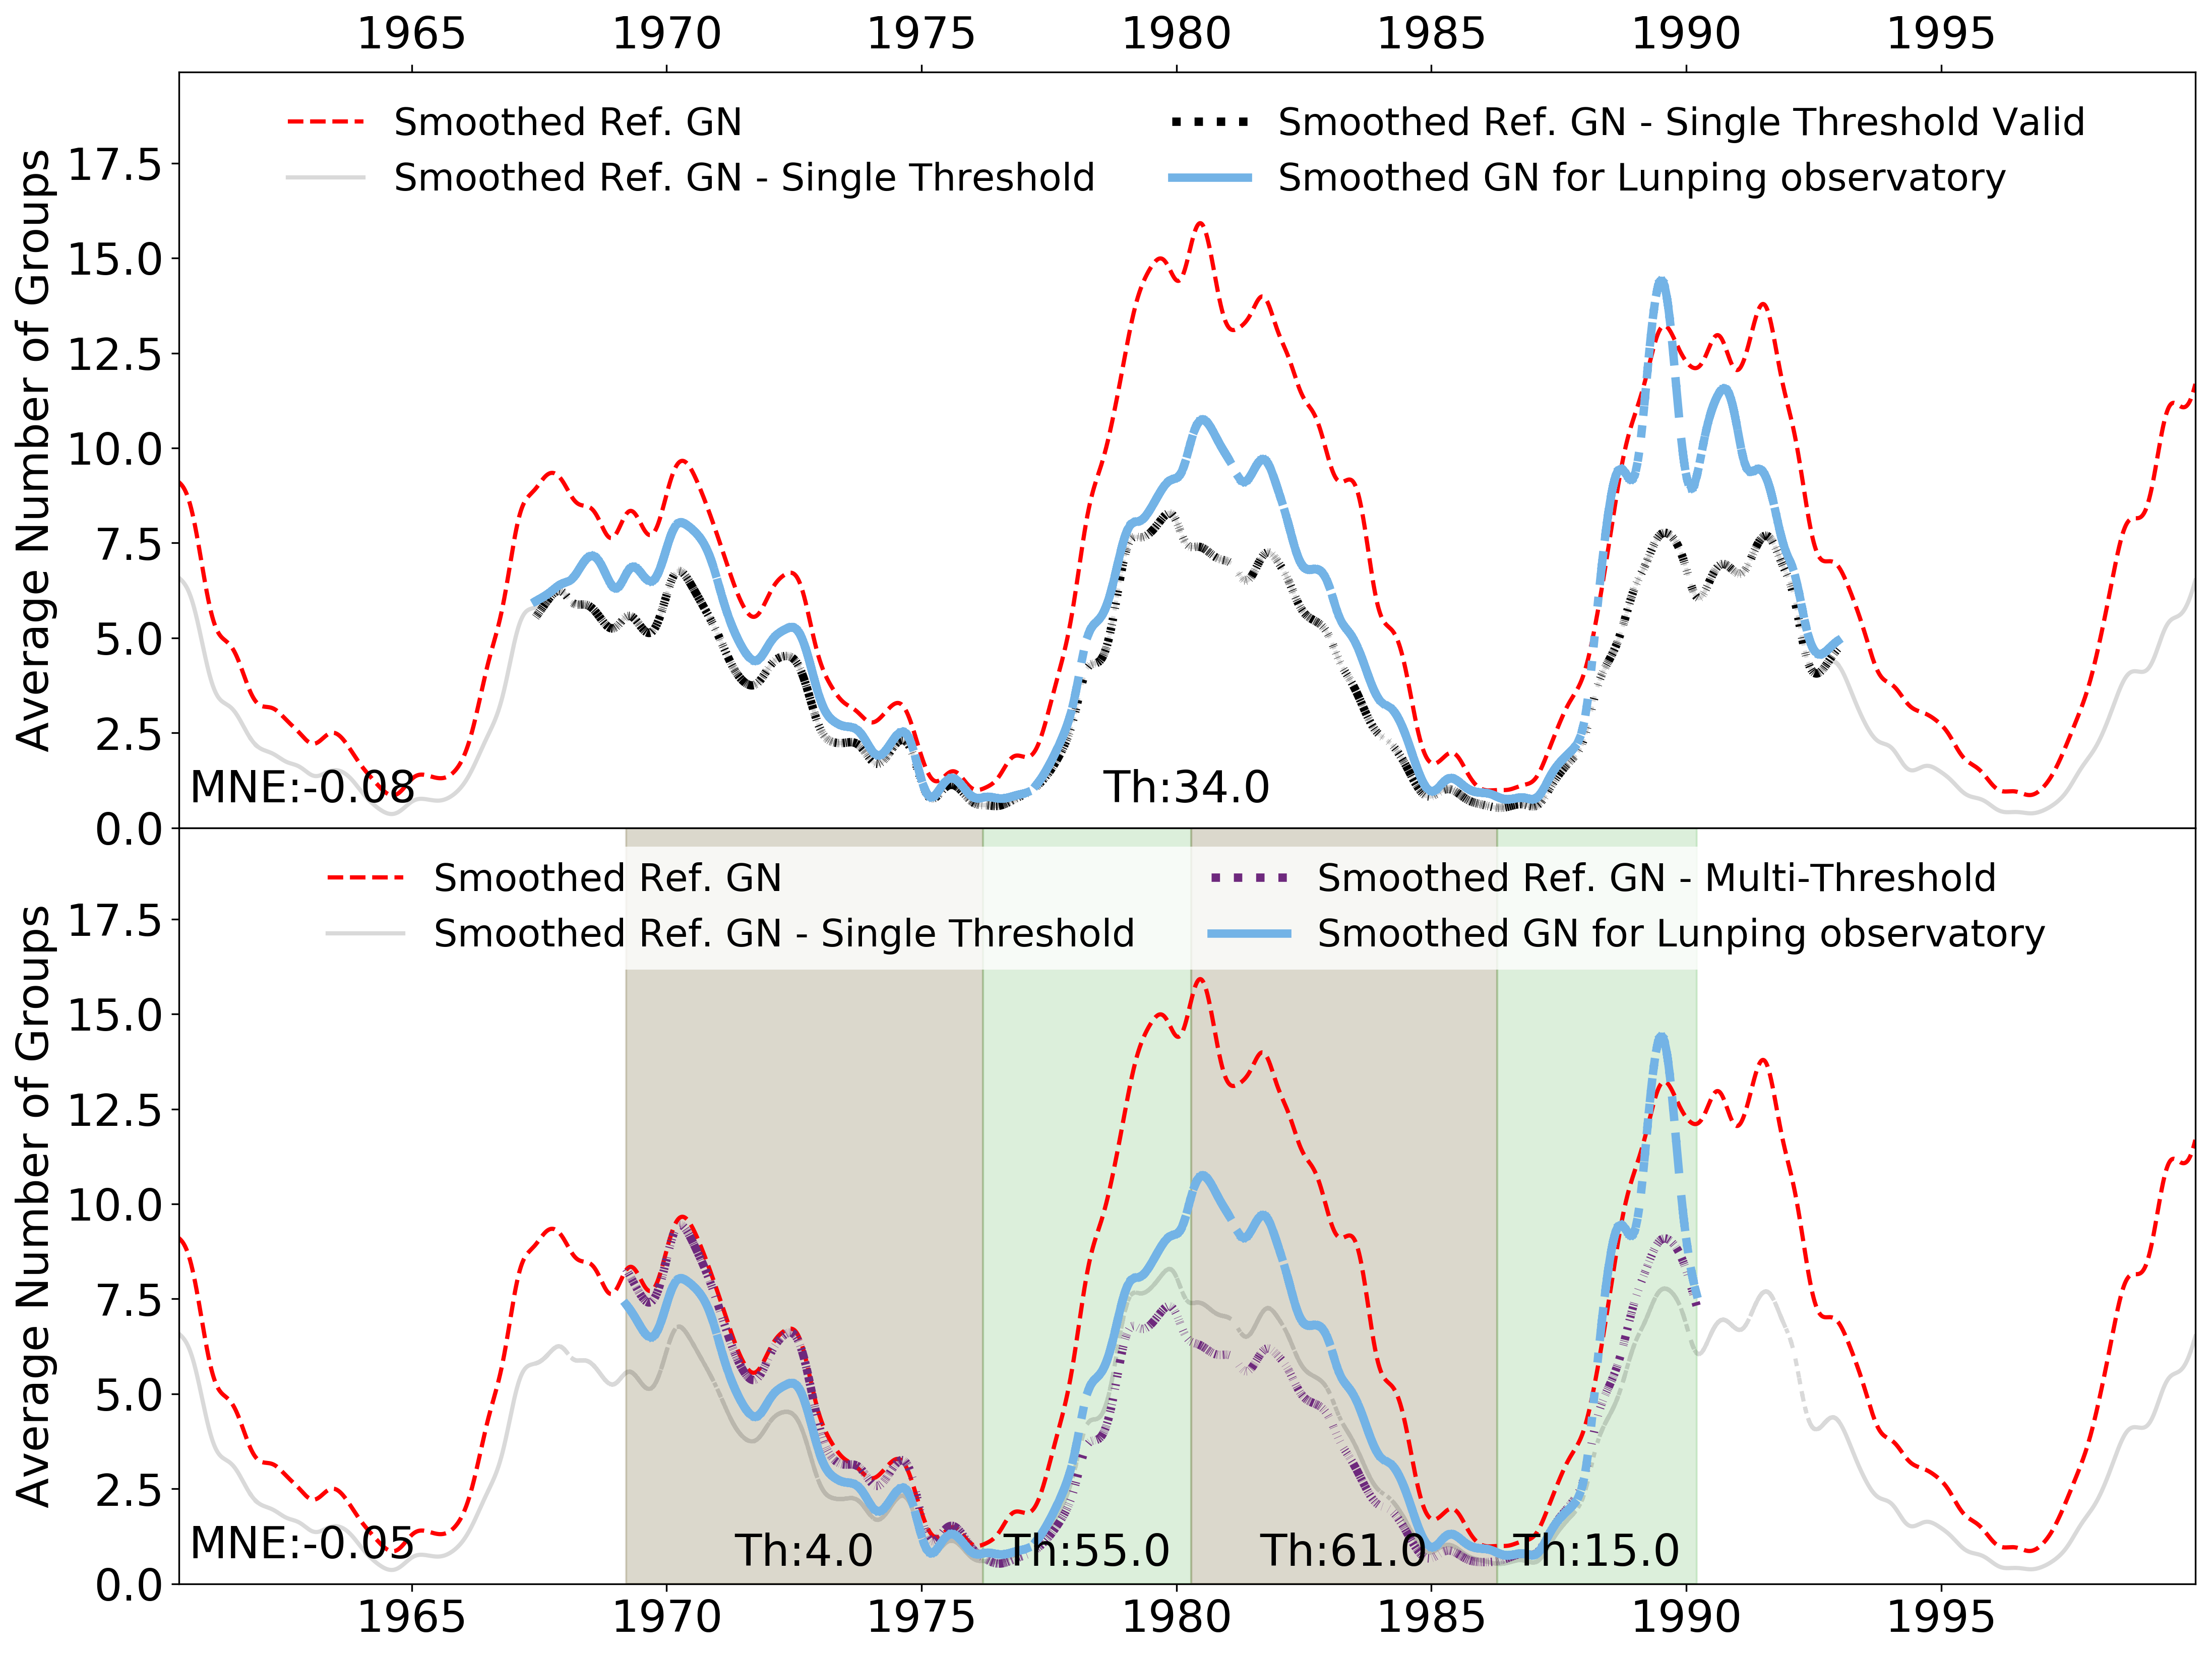 1965 1970 1975 1980 1985 1990 1995
Smoothed Ref. GN
Smoothed Ref. GN - Single Threshold
Smoothed Ref. GN - Single Threshold Valid
Smoothed GN for Lunping observatory
Average Number of Groups
17.5
15.0
12.5
10.0
7.5
5.0
2.5
0.0
MNE:-0.08
Th:34.0
Smoothed Ref. GN
Smoothed Ref. GN - Single Threshold
Smoothed Ref. GN - Multi-Threshold
Smoothed GN for Lunping observatory
Average Number of Groups
17.5
15.0
12.5
10.0
7.5
5.0
2.5
0.0
MNE:-0.05
Th:4.0
Th:55.0
Th:61.0
Th:15.0
1965 1970 1975 1980 1985 1990 1995